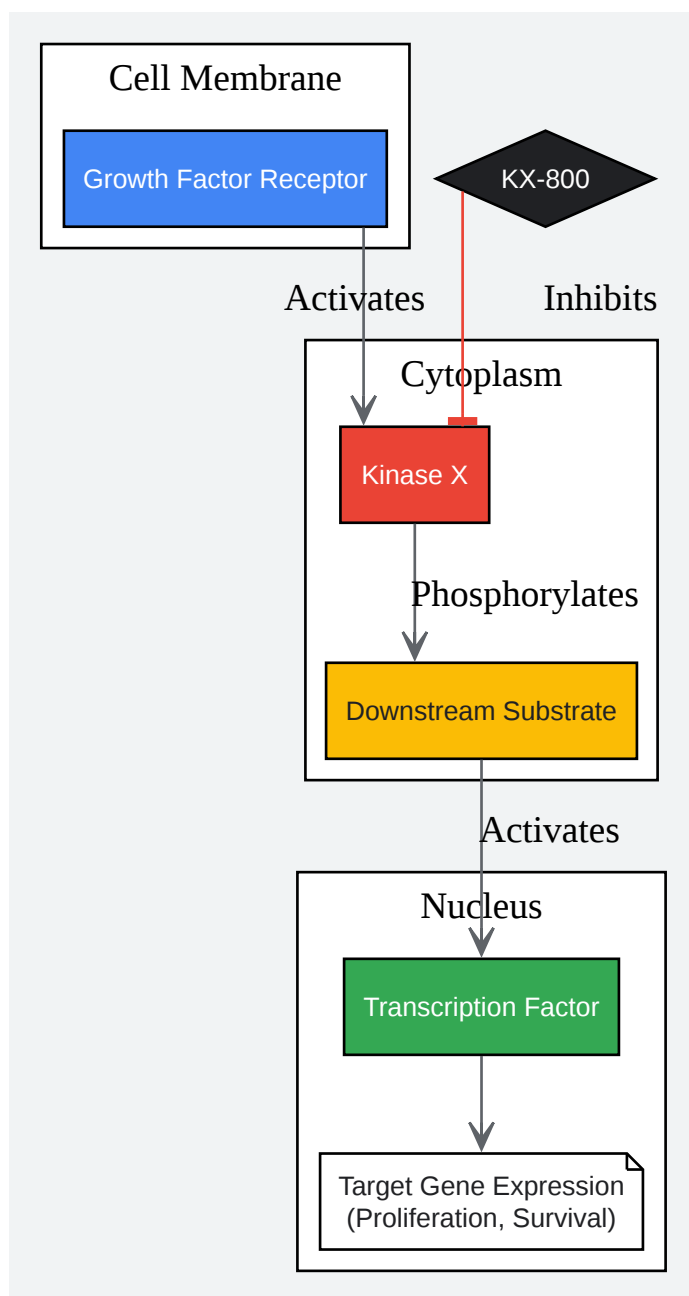 Cell Membrane
Growth Factor Receptor
KX-800
Activates
Inhibits
Cytoplasm
Kinase X
Phosphorylates
Downstream Substrate
Activates
Nucleus
Transcription Factor
Target Gene Expression
(Proliferation, Survival)